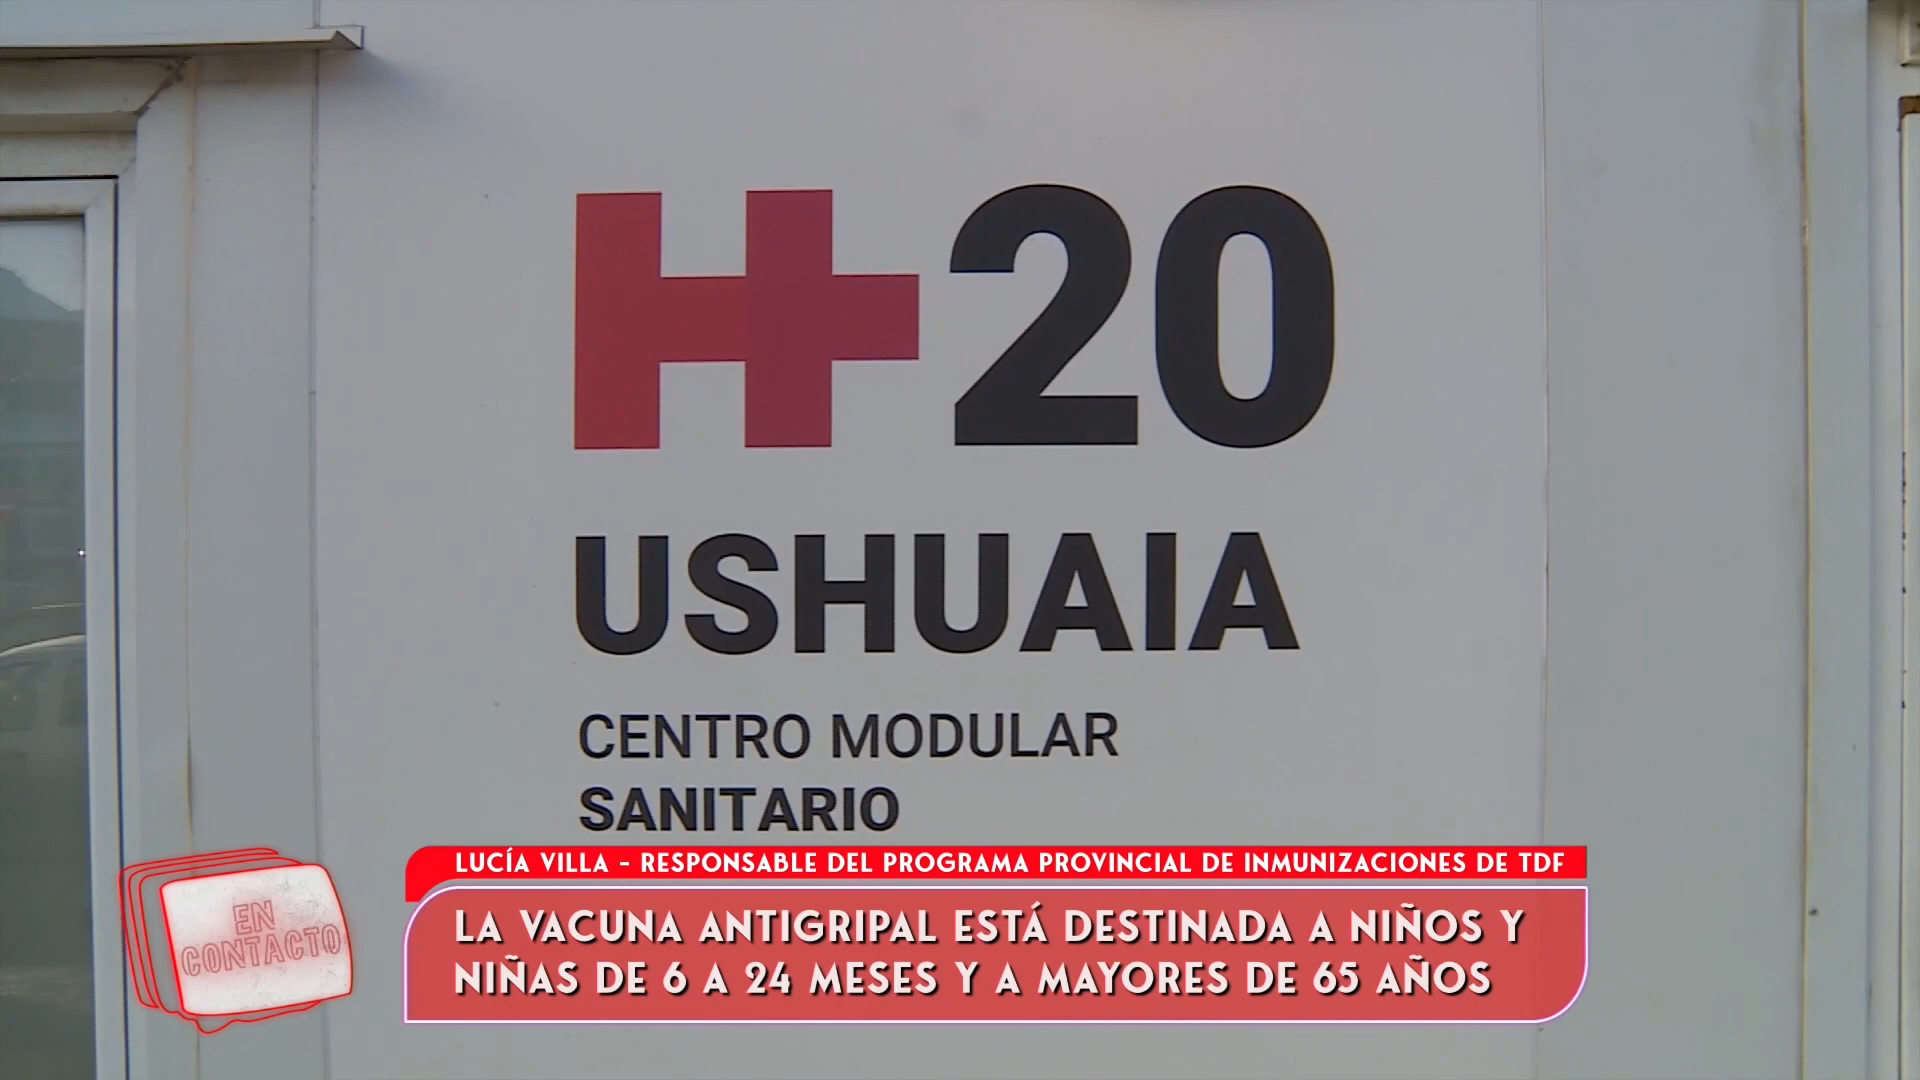 H20
USHUAIA
CENTRO MODULAR
SANITARIO
LUCÍA VILLA - RESPONSABLE DEL PROGRAMA PROVINCIAL DE INMUNIZACIONES DE TDF
EN
CONTACTO
LA VACUNA ANTIGRIPAL ESTÁ DESTINADA A NIÑOS Y
NIÑAS DE 6 A 24 MESES Y A MAYORES DE 65 AÑOS